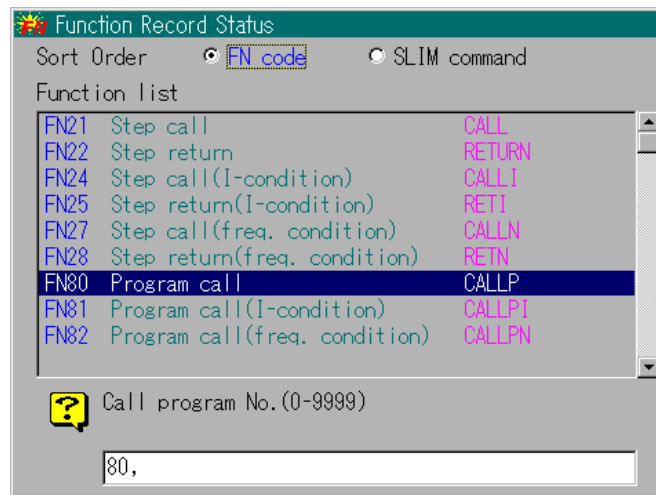 FN Function Record Status
Sort Order FN code SLIM command
Function list
FN21 Step call CALL
FN22 Step return RETURN
FN24 Step call(I-condition) CALLI
FN25 Step return(I-condition) RETI
FN27 Step call(freq. condition) CALLN
FN28 Step return(freq. condition) RETN
FN80 Program call CALLP
FN81 Program call(I-condition) CALLPI
FN82 Program call(freq. condition) CALLPN
? Call program No.(0-9999)
80,